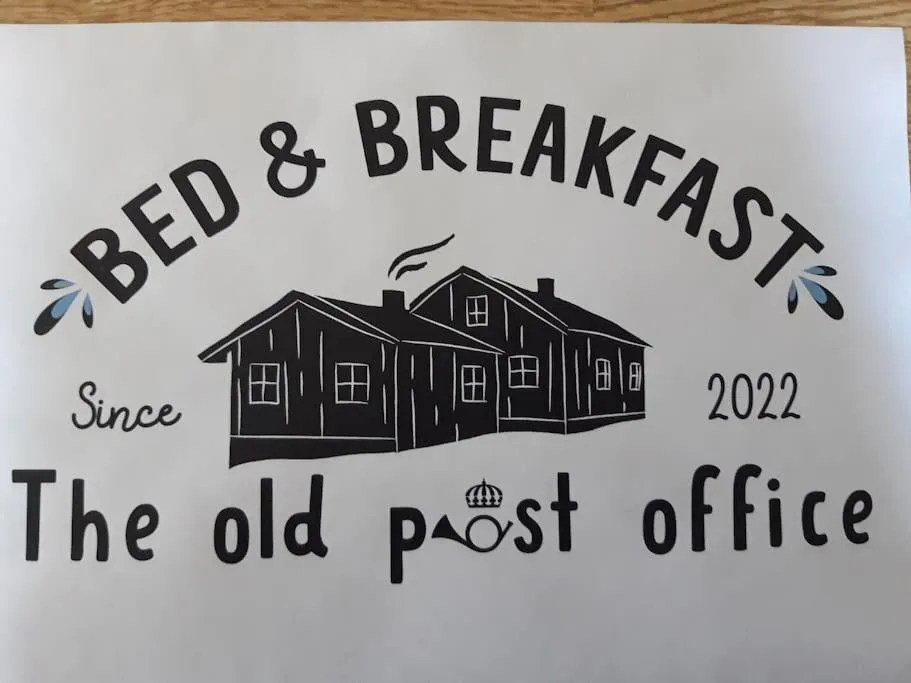 BED & BREAKFAST
Since 2022
The old post office